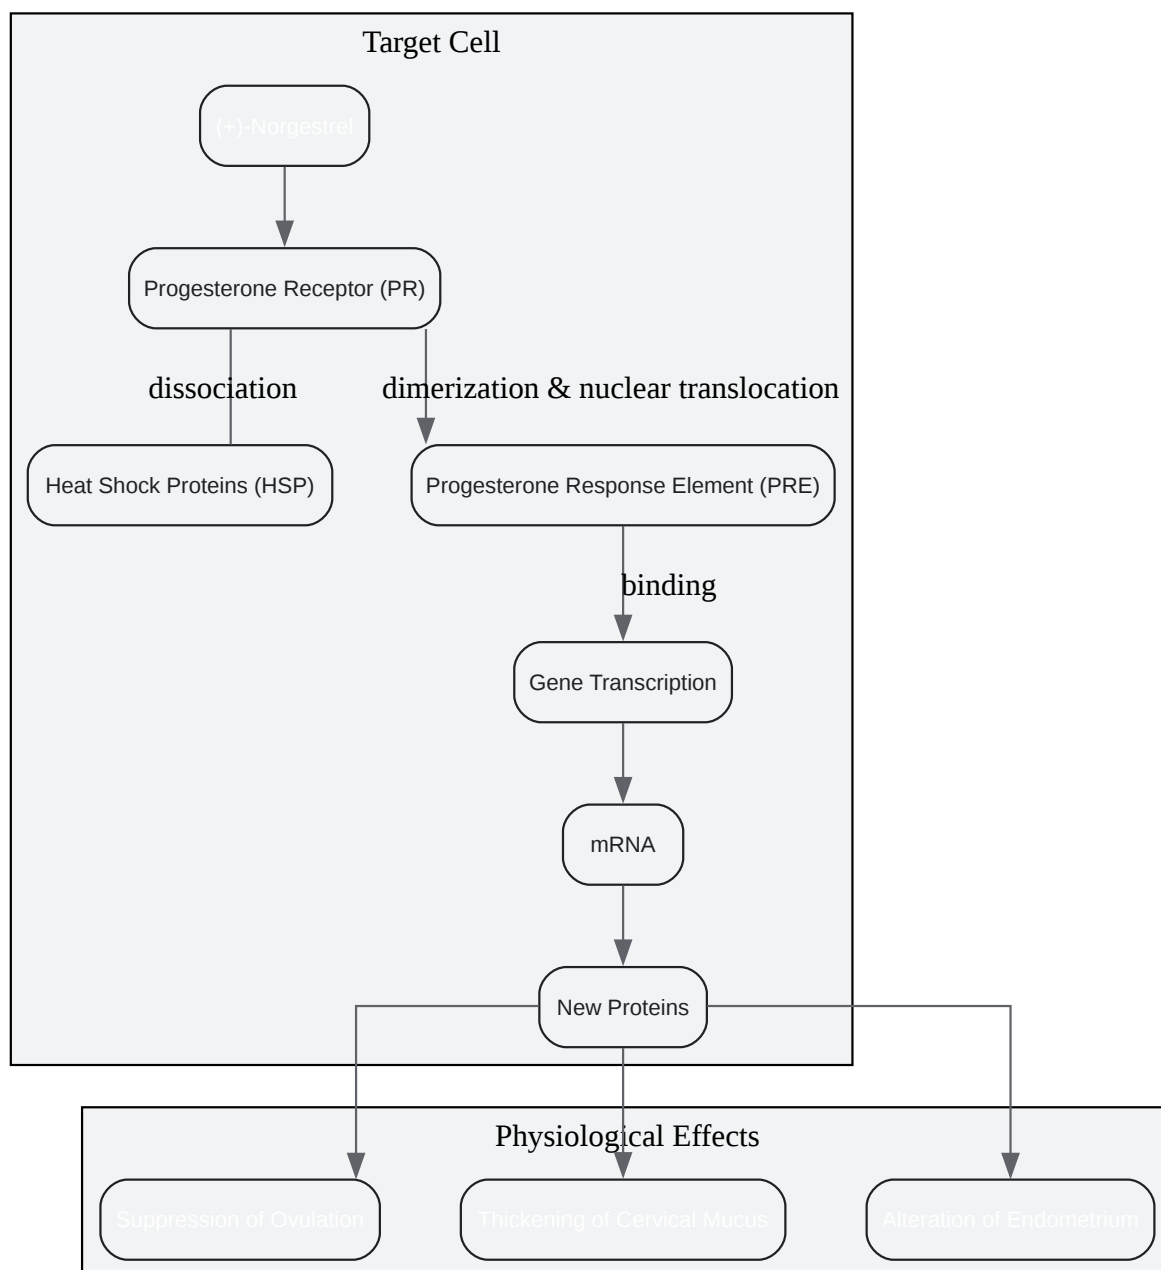 Target Cell
(+)-Norgestrel
Progesterone Receptor (PR)
dissociation
dimerization & nuclear translocation
Heat Shock Proteins (HSP)
Progesterone Response Element (PRE)
binding
Gene Transcription
mRNA
New Proteins
Physiological Effects
Suppression of Ovulation
Thickening of Cervical Mucus
Alteration of Endometrium